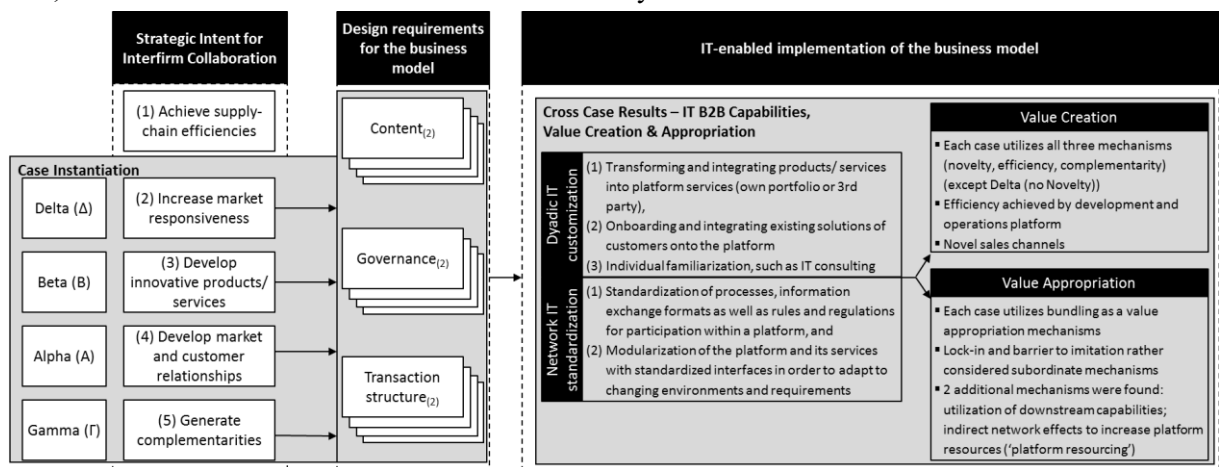 Strategic Intent for
Interfirm Collaboration
Design requirements
for the business
model
IT-enabled implementation of the business model
(1) Achieve supply-
chain efficiencies
Case Instantiation
Delta (Δ)
(2) Increase market
responsiveness
Beta (B)
(3) Develop
innovative products/
services
Alpha (A)
(4) Develop market
and customer
relationships
Gamma (Γ)
(5) Generate
complementarities
Content(2)
Governance(2)
Transaction
structure(2)
Cross Case Results – IT B2B Capabilities,
Value Creation & Appropriation
Dyadic IT
customization
(1) Transforming and integrating products/ services
into platform services (own portfolio or 3rd
party),
(2) Onboarding and integrating existing solutions of
customers onto the platform
(3) Individual familiarization, such as IT consulting
Network IT
standardization
(1) Standardization of processes, information
exchange formats as well as rules and regulations
for participation within a platform, and
(2) Modularization of the platform and its services
with standardized interfaces in order to adapt to
changing environments and requirements
Value Creation
▪ Each case utilizes all three mechanisms
(novelty, efficiency, complementarity)
(except Delta (no Novelty))
▪ Efficiency achieved by development and
operations platform
▪ Novel sales channels
Value Appropriation
▪ Each case utilizes bundling as a value
appropriation mechanisms
▪ Lock-in and barrier to imitation rather
considered subordinate mechanisms
▪ 2 additional mechanisms were found:
utilization of downstream capabilities;
indirect network effects to increase platform
resources (‘platform resourcing’)